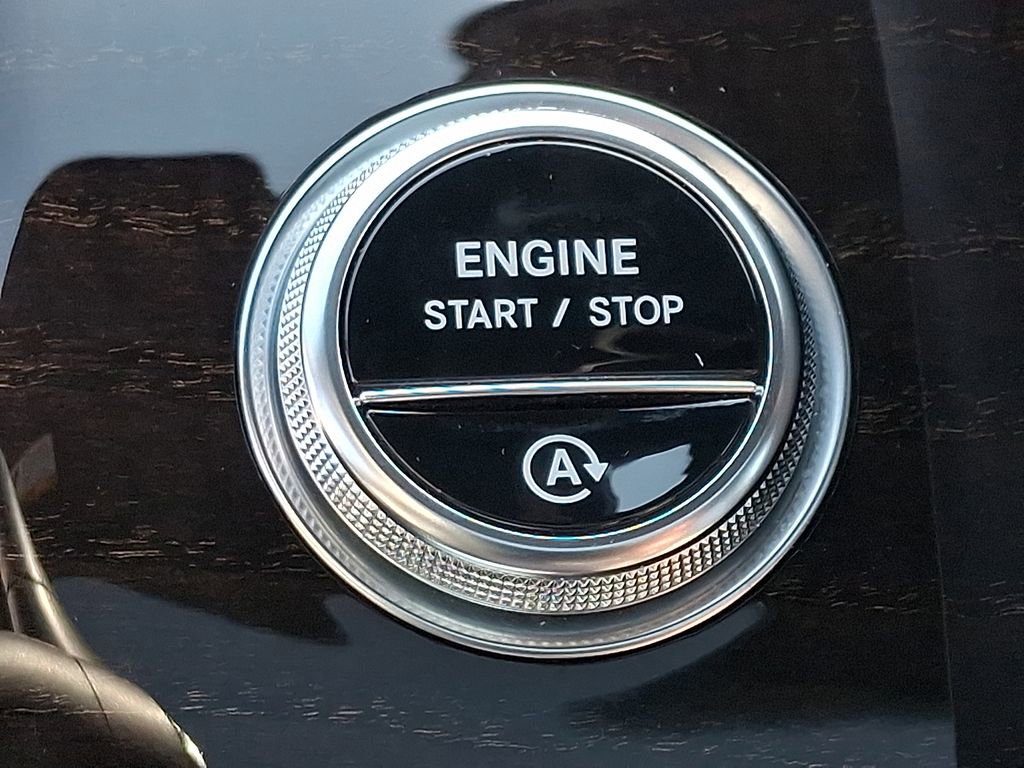 ENGINE
START / STOP
A